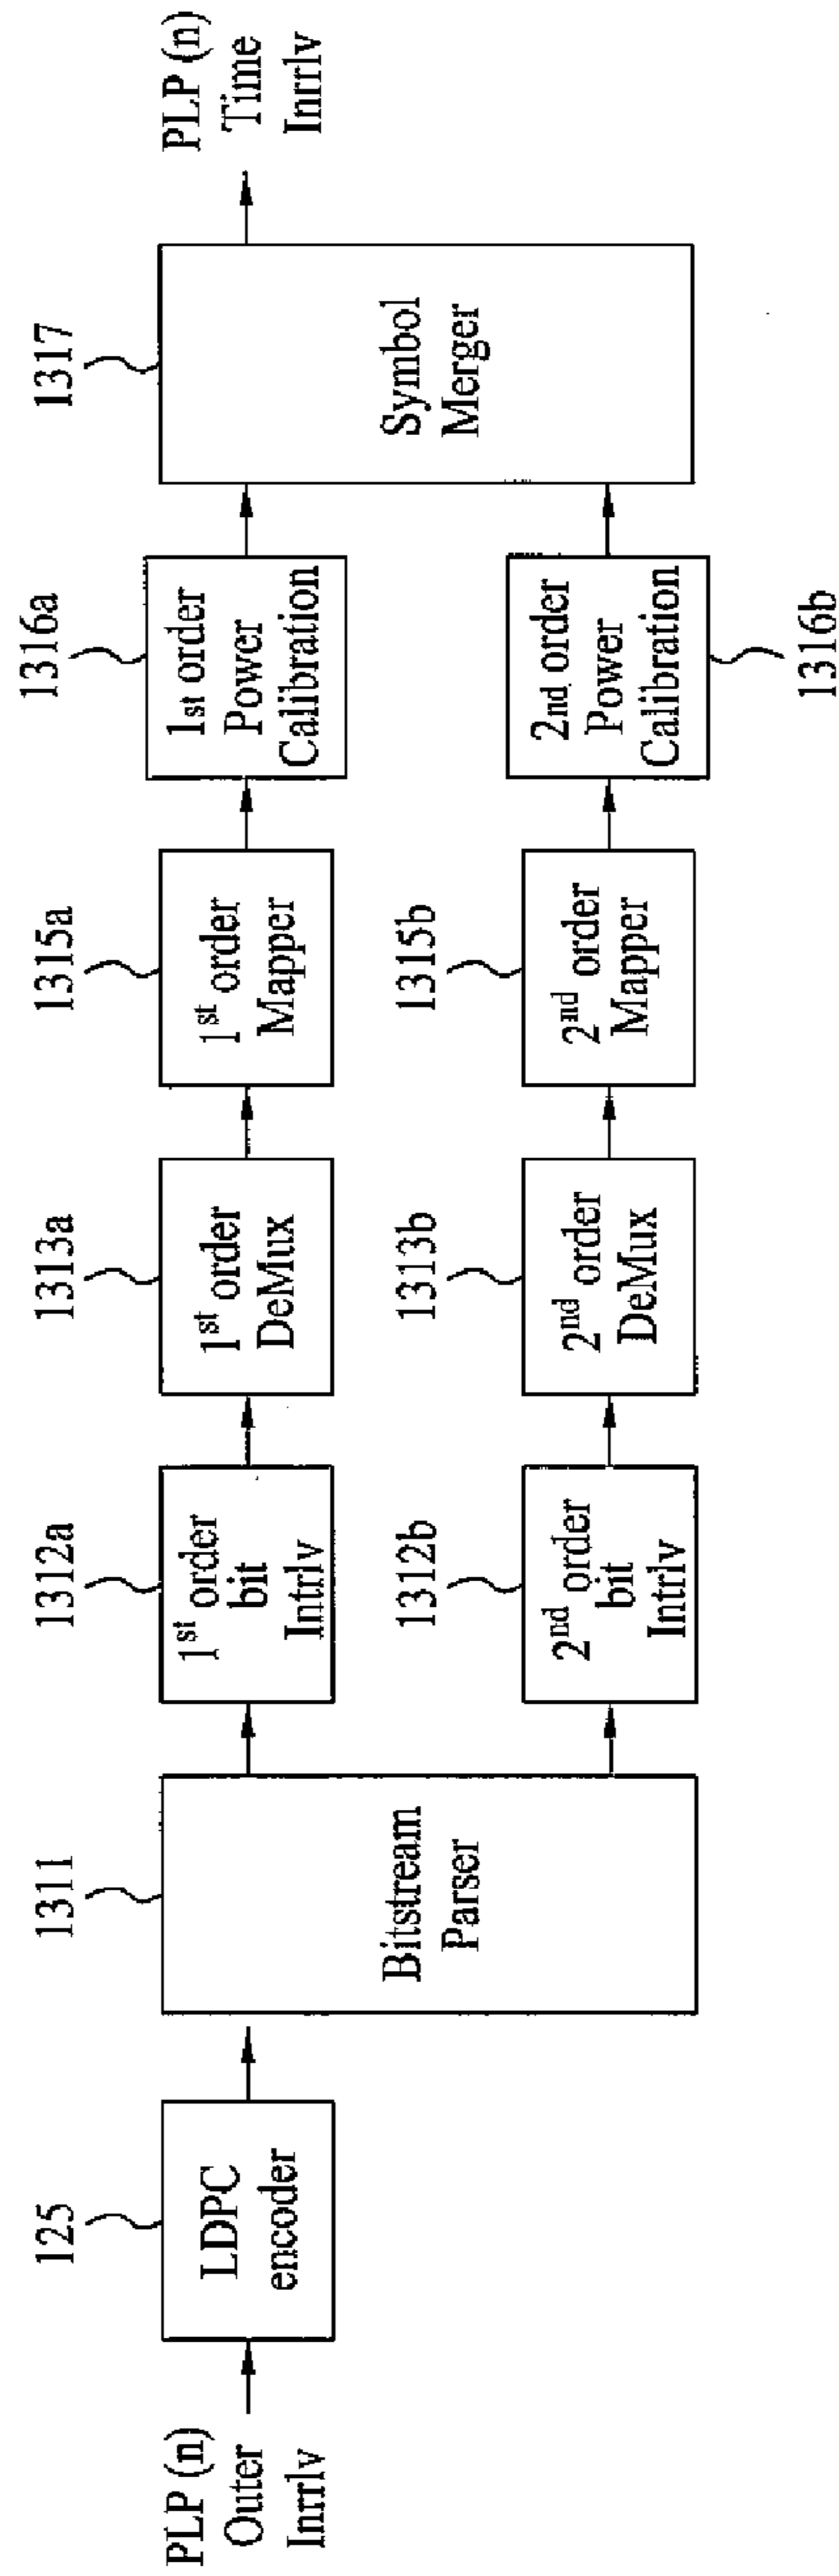 PLP (n)
Outer
Inrrlv
125
LDPC
encoder
1311
Bitstream
Parser
1312a
1st order
bit
Intrlv
1313a
1st order
DeMux
1315a
1st order
Mapper
1316a
1st order
Power
Calibration
1312b
2nd order
bit
Intrlv
1313b
2nd order
DeMux
1315b
2nd order
Mapper
2nd order
Power
Calibration
1316b
1317
Symbol
Merger
PLP (n)
Time
Inrrlv